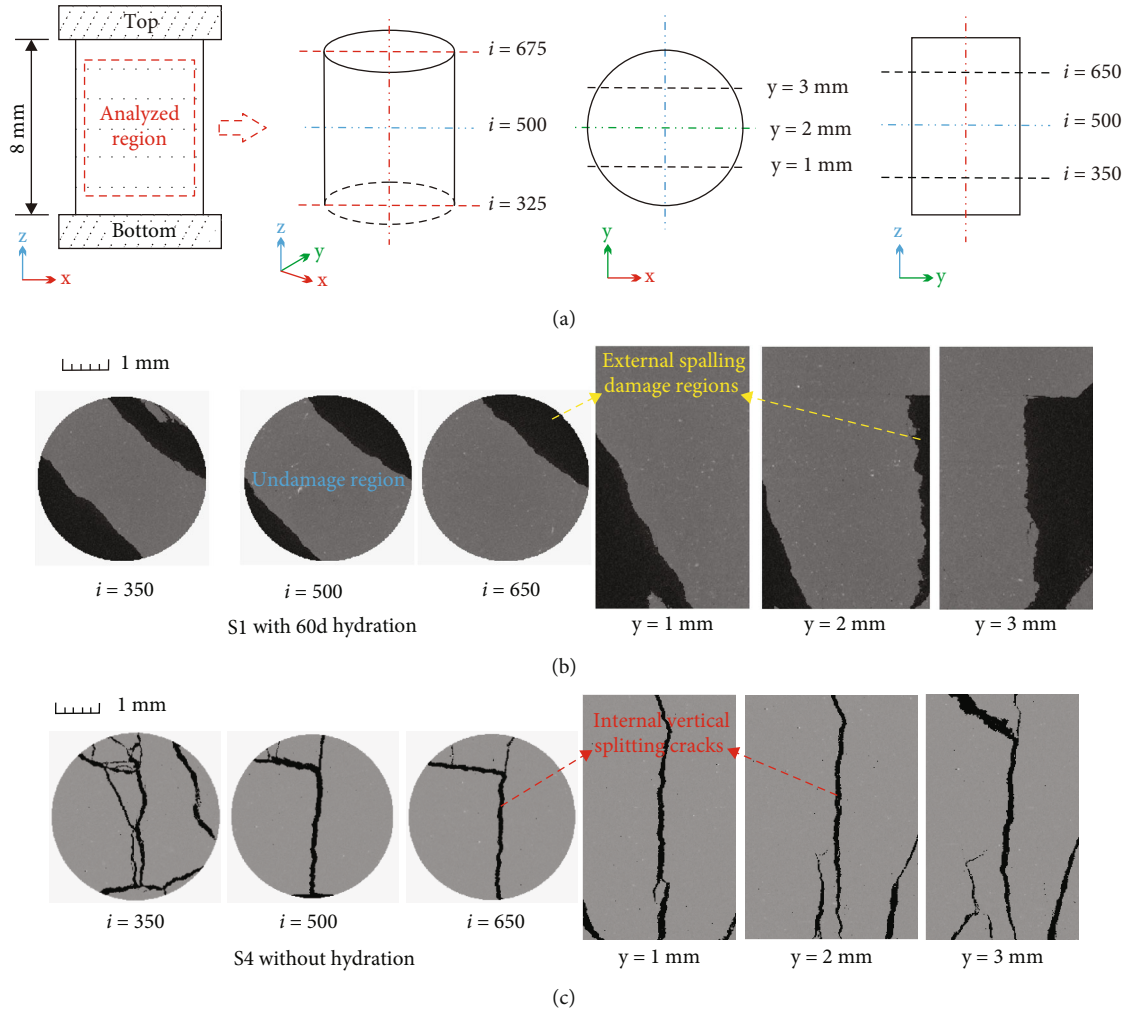 Top
8 mm
Analyzed
region
Bottom
z
x
i = 675
i = 500
i = 325
z
y
x
y = 3 mm
y = 2 mm
y = 1 mm
y
x
i = 650
i = 500
i = 350
z
y
(a)
1 mm
External spalling
damage regions
Undamage region
i = 350
i = 500
i = 650
S1 with 60d hydration
y = 1 mm
y = 2 mm
y = 3 mm
(b)
1 mm
Internal vertical
splitting cracks
i = 350
i = 500
i = 650
S4 without hydration
y = 1 mm
y = 2 mm
y = 3 mm
(c)